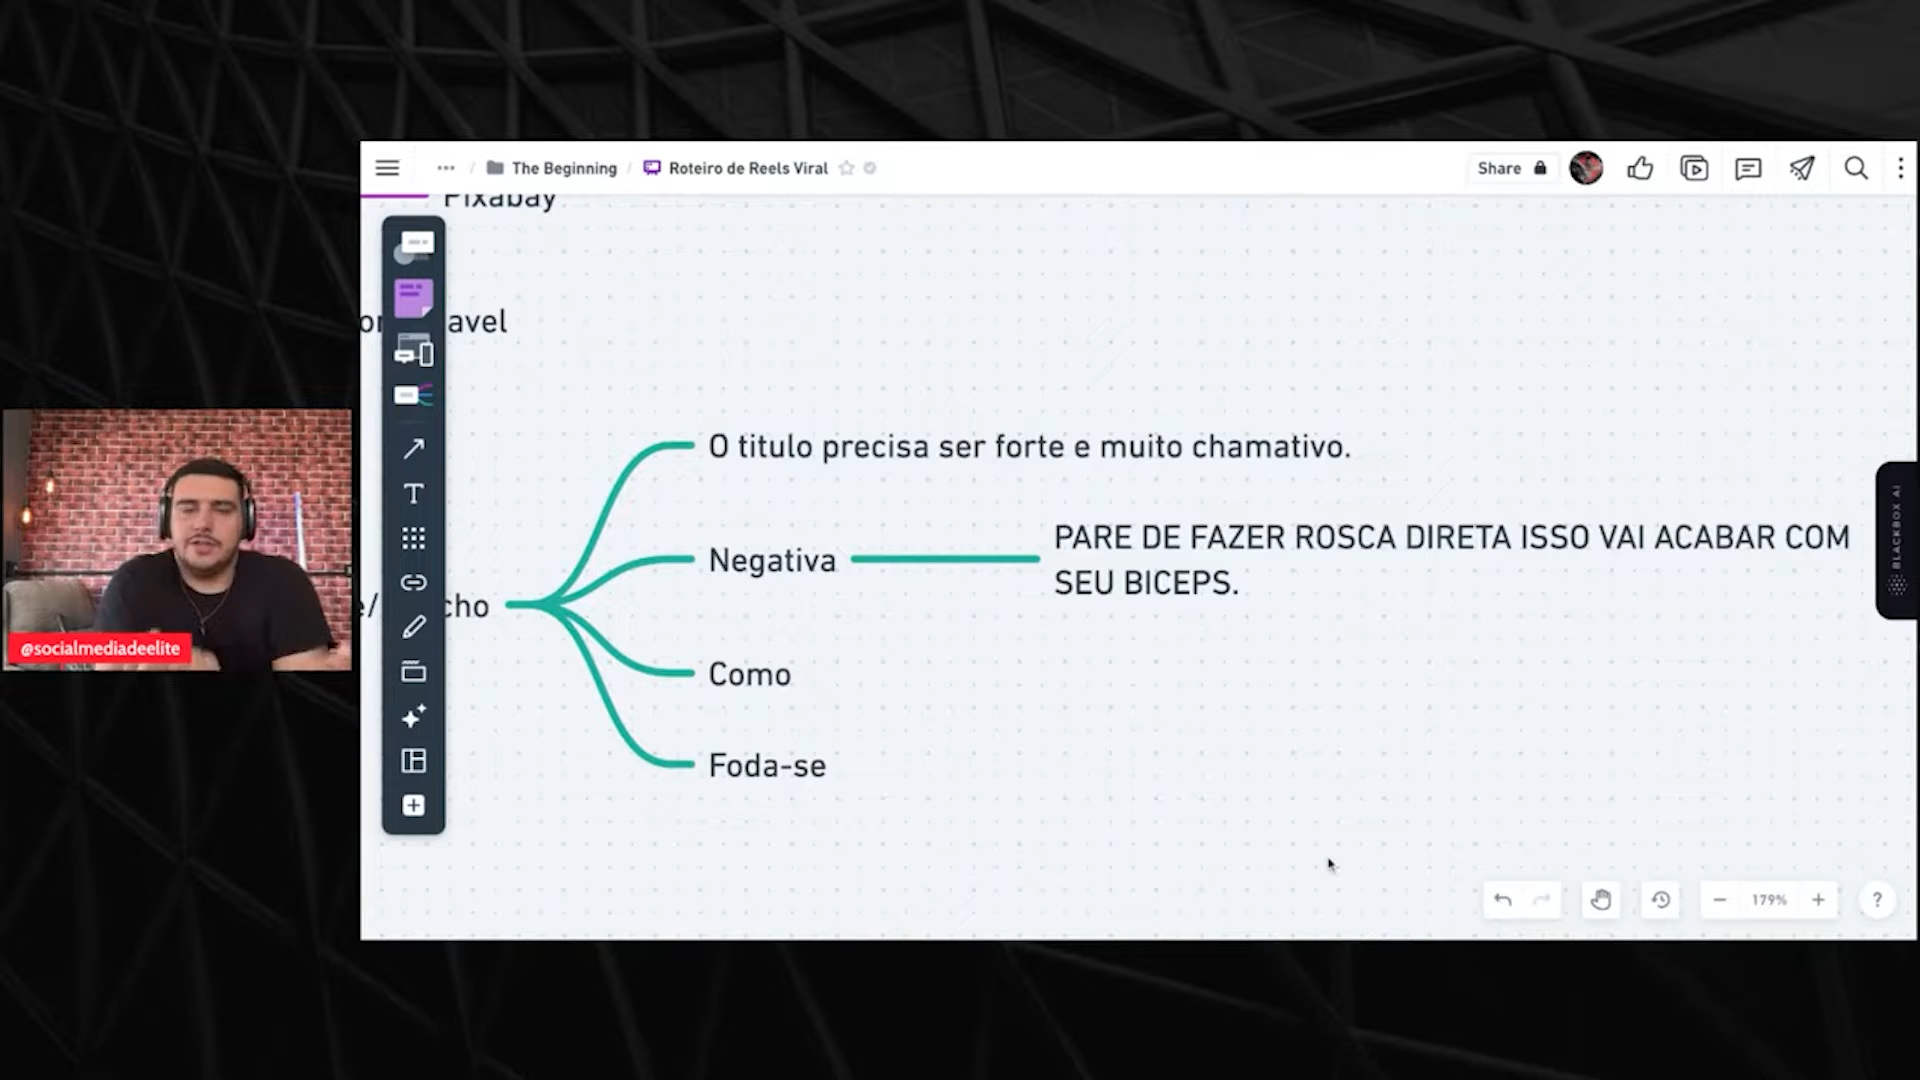 The Beginning / Roteiro de Reels Viral
Share
Pixabay
avel
O titulo precisa ser forte e muito chamativo.
PARE DE FAZER ROSCA DIRETA ISSO VAI ACABAR COM
SEU BICEPS.
Negativa
cho
Como
Foda-se
@socialmediadeelite
BLACKBOX AI
179%